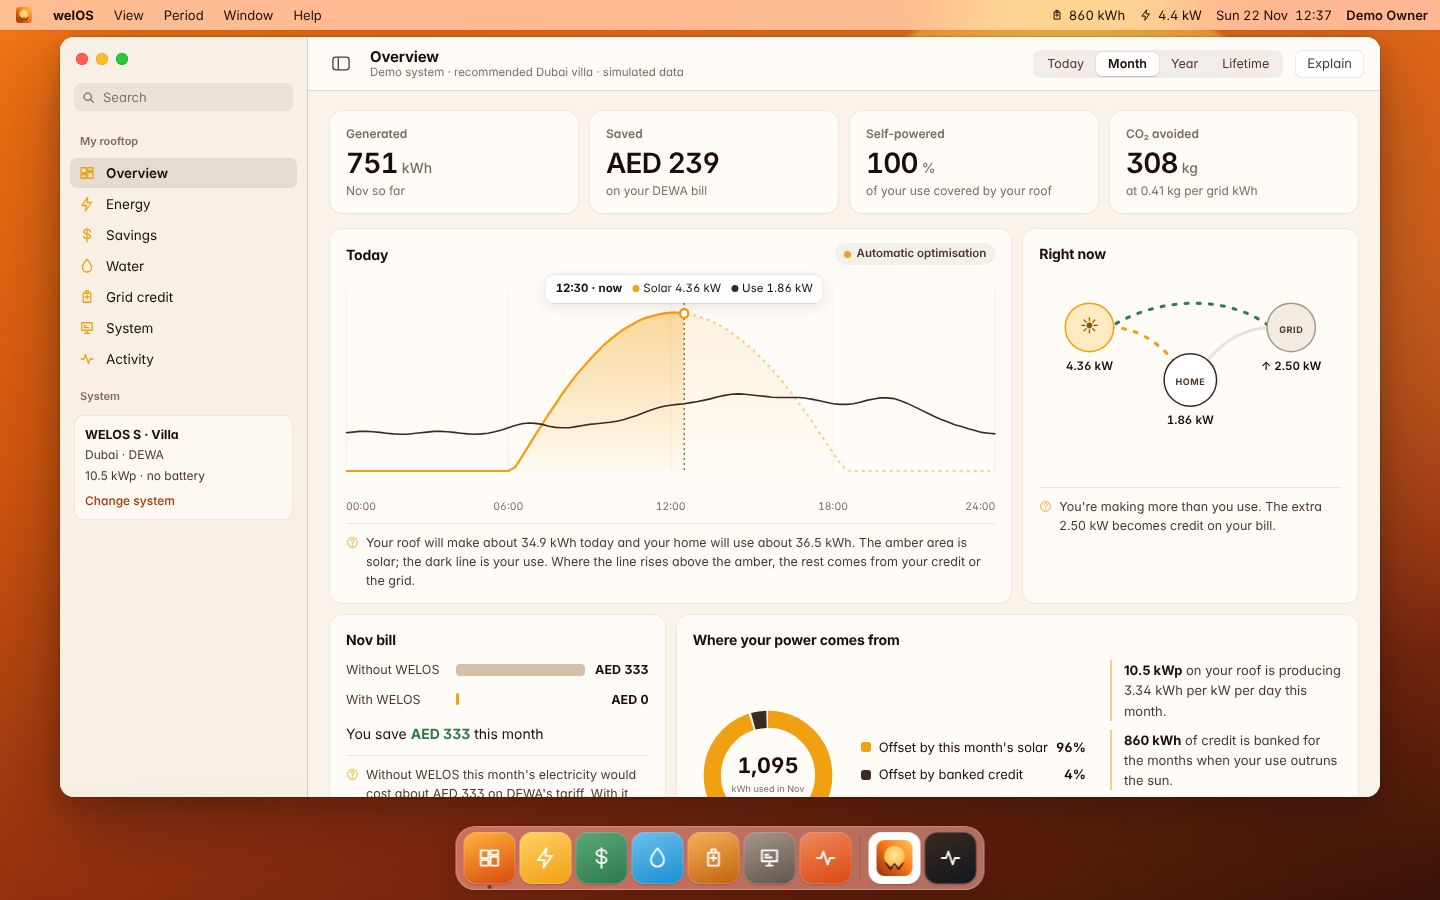 welOS View Period Window Help 860 kWh 4.4 kW Sun 22 Nov 12:37 Demo Owner
Search
My rooftop
Overview
Energy
Savings
Water
Grid credit
System
Activity
System
WELOS S · Villa
Dubai · DEWA
10.5 kWp · no battery
Change system
Overview
Demo system · recommended Dubai villa · simulated data
Today Month Year Lifetime Explain
Generated
751 kWh
Nov so far
Saved
AED 239
on your DEWA bill
Self-powered
100 %
of your use covered by your roof
CO₂ avoided
308 kg
at 0.41 kg per grid kWh
Today
Automatic optimisation
12:30 · now Solar 4.36 kW Use 1.86 kW
00:00 06:00 12:00 18:00 24:00
Your roof will make about 34.9 kWh today and your home will use about 36.5 kWh. The amber area is
solar; the dark line is your use. Where the line rises above the amber, the rest comes from your credit or
the grid.
Right now
GRID
4.36 kW
↑ 2.50 kW
HOME
1.86 kW
You're making more than you use. The extra
2.50 kW becomes credit on your bill.
Nov bill
Without WELOS AED 333
With WELOS AED 0
You save AED 333 this month
Without WELOS this month's electricity would
cost about AED 333 on DEWA's tariff. With it
Where your power comes from
1,095
kWh used in Nov
Offset by this month's solar 96%
Offset by banked credit 4%
10.5 kWp on your roof is producing
3.34 kWh per kW per day this
month.
860 kWh of credit is banked for
the months when your use outruns
the sun.